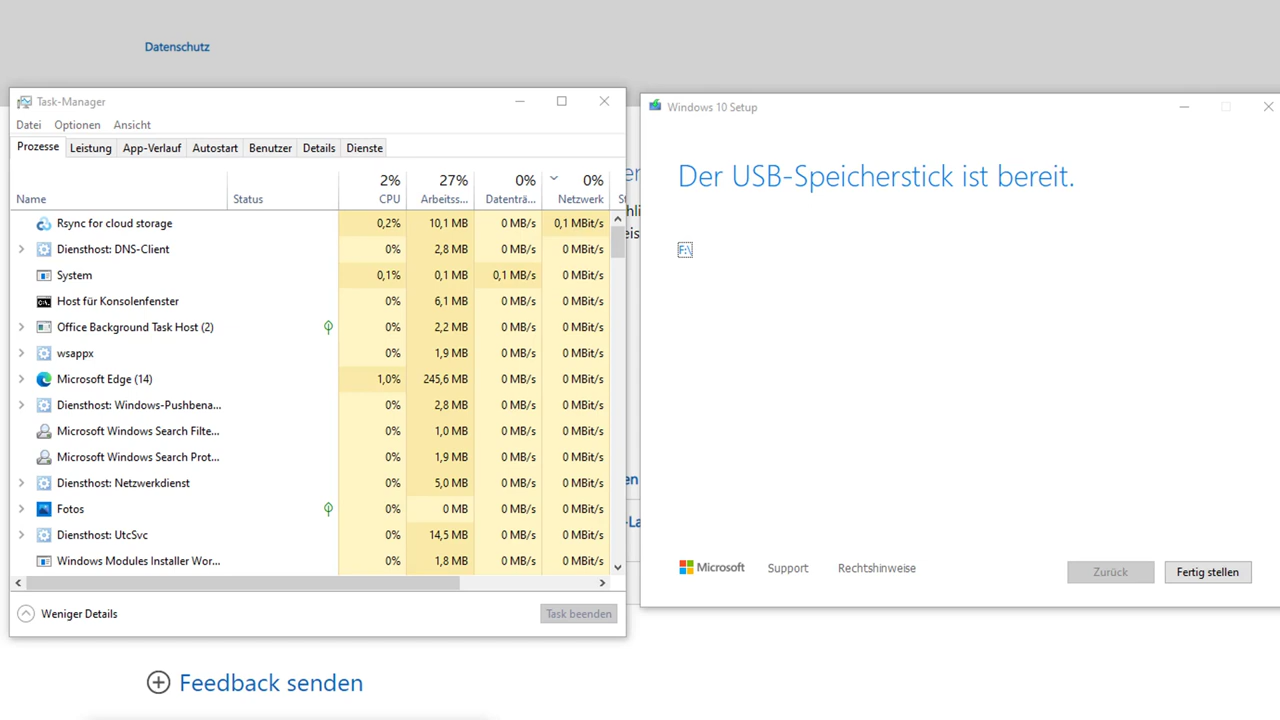 Datenschutz
Task-Manager
Datei Optionen Ansicht
Prozesse Leistung App-Verlauf Autostart Benutzer Details Dienste
2% 27% 0% 0%
Name Status CPU Arbeitss... Datenträ... Netzwerk
Rsync for cloud storage 0,2% 10,1 MB 0 MB/s 0,1 MBit/s
Diensthost: DNS-Client 0% 2,8 MB 0 MB/s 0 MBit/s
System 0,1% 0,1 MB 0,1 MB/s 0 MBit/s
Host für Konsolenfenster 0% 6,1 MB 0 MB/s 0 MBit/s
Office Background Task Host (2) 0% 2,2 MB 0 MB/s 0 MBit/s
wsappx 0% 1,9 MB 0 MB/s 0 MBit/s
Microsoft Edge (14) 1,0% 245,6 MB 0 MB/s 0 MBit/s
Diensthost: Windows-Pushbena... 0% 2,8 MB 0 MB/s 0 MBit/s
Microsoft Windows Search Filte... 0% 1,0 MB 0 MB/s 0 MBit/s
Microsoft Windows Search Prot... 0% 1,9 MB 0 MB/s 0 MBit/s
Diensthost: Netzwerkdienst 0% 5,0 MB 0 MB/s 0 MBit/s
Fotos 0% 0 MB 0 MB/s 0 MBit/s
Diensthost: UtcSvc 0% 14,5 MB 0 MB/s 0 MBit/s
Windows Modules Installer Wor... 0% 1,8 MB 0 MB/s 0 MBit/s
Weniger Details Task beenden
Windows 10 Setup
Der USB-Speicherstick ist bereit.
F:\
Microsoft Support Rechtshinweise Zurück Fertig stellen
Feedback senden